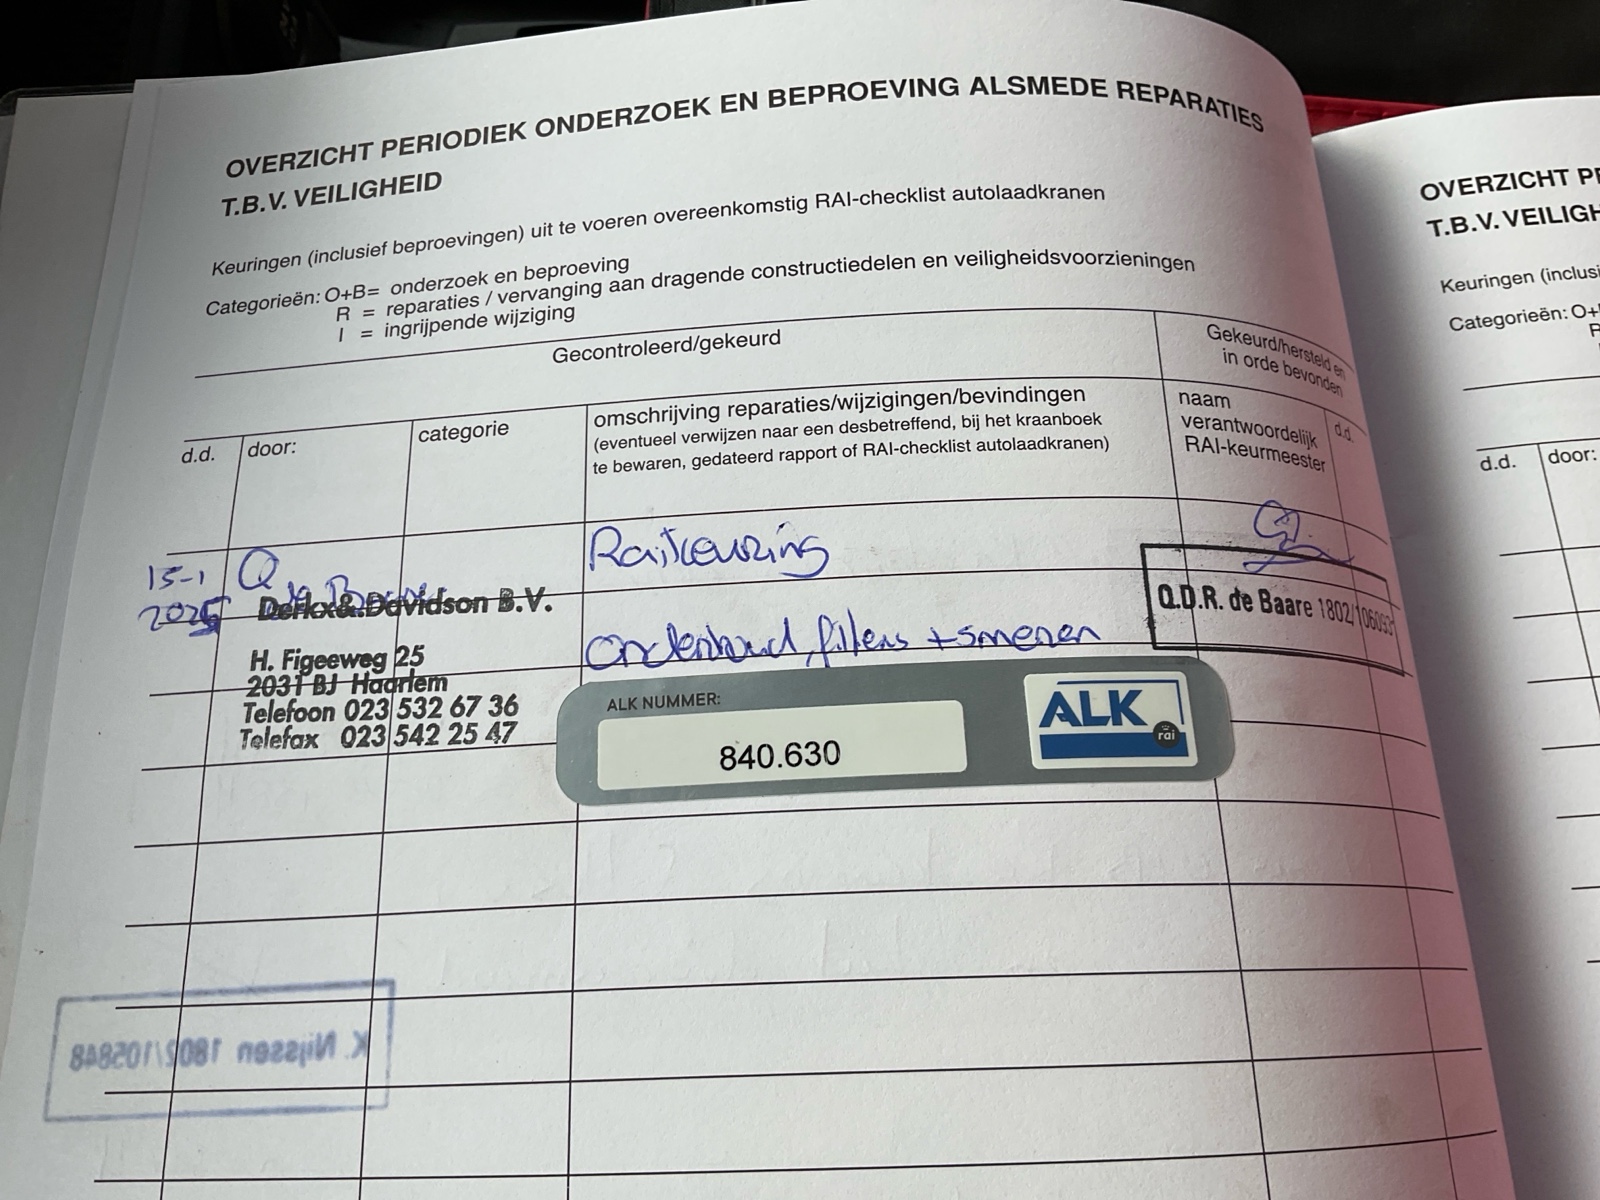 OVERZICHT PERIODIEK ONDERZOEK EN BEPROEVING ALSMEDE REPARATIES
T.B.V. VEILIGHEID
Keuringen (inclusief beproevingen) uit te voeren overeenkomstig RAI-checklist autolaadkranen
Categorieën: O+B= onderzoek en beproeving
R = reparaties / vervanging aan dragende constructiedelen en veiligheidsvoorzieningen
I = ingrijpende wijziging
Gecontroleerd/gekeurd
Gekeurd/hersteld en
in orde bevonden
d.d.
door:
categorie
omschrijving reparaties/wijzigingen/bevindingen
(eventueel verwijzen naar een desbetreffend, bij het kraanboek
te bewaren, gedateerd rapport of RAI-checklist autolaadkranen)
naam
verantwoordelijk
RAI-keurmeester
d.d.
15-1
Q
Raikeuring
Derkx&Davidson B.V.
Q.D.R. de Baare 1802/106093
H. Figeeweg 25
2031 BJ Haarlem
Telefoon 023 532 67 36
Telefax 023 542 25 47
onderhoud, filters + smeren
ALK NUMMER:
840.630
ALK
rai
K. Nijssen 1802/105848
OVERZICHT
T.B.V.
Keuringen
Categorieën:
d.d.
door: